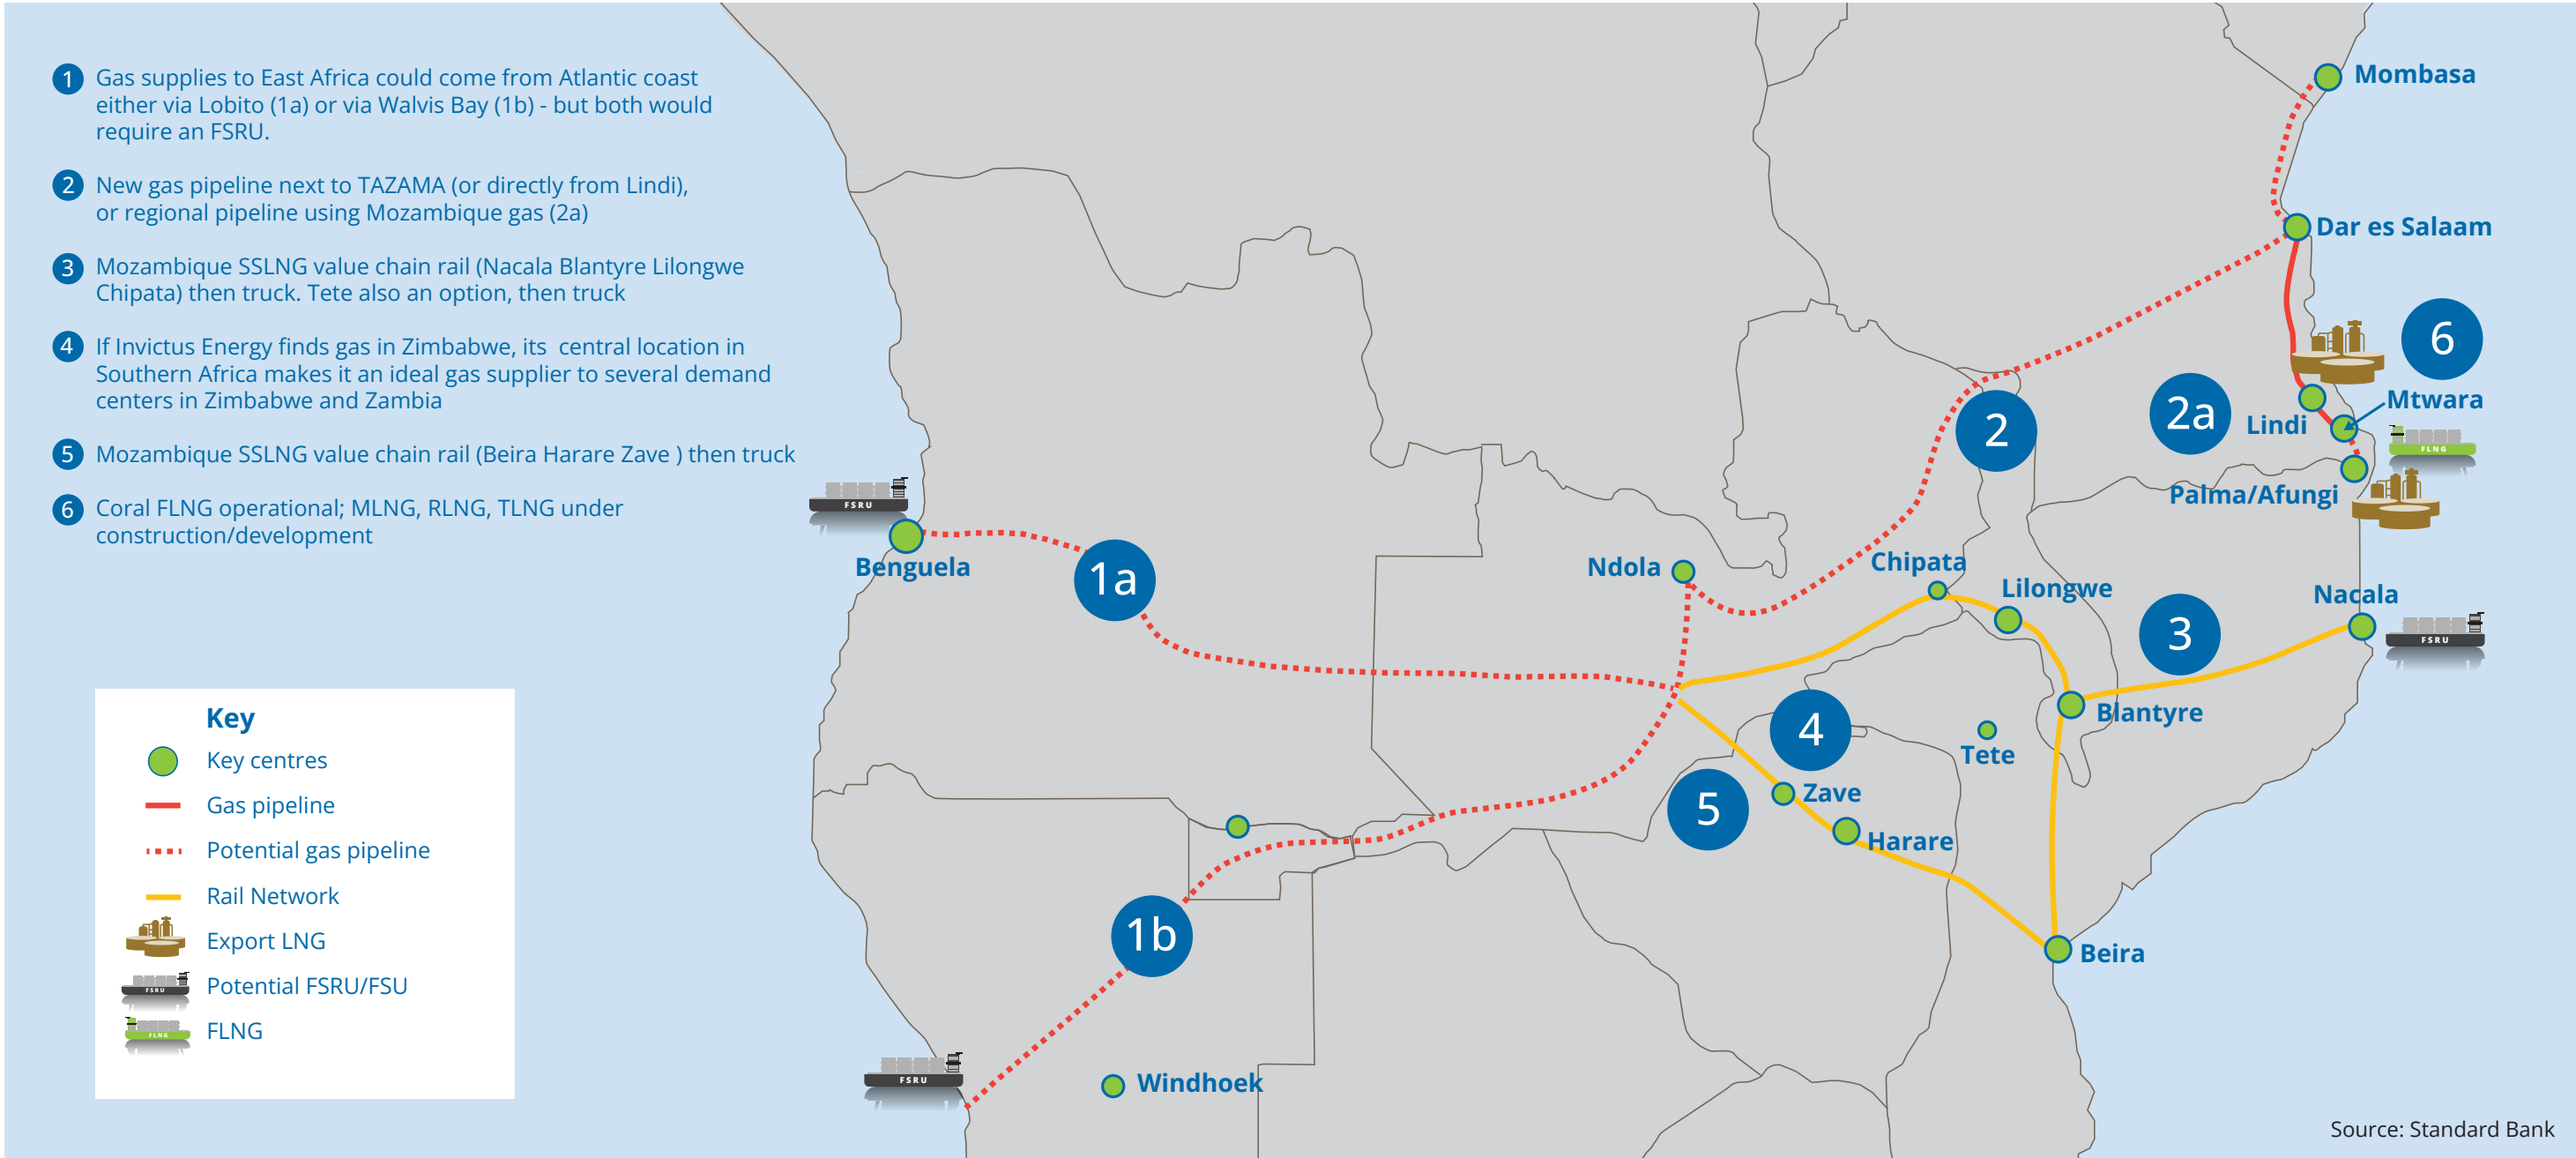 1 Gas supplies to East Africa could come from Atlantic coast
either via Lobito (1a) or via Walvis Bay (1b) - but both would
require an FSRU.
2 New gas pipeline next to TAZAMA (or directly from Lindi),
or regional pipeline using Mozambique gas (2a)
3 Mozambique SSLNG value chain rail (Nacala Blantyre Lilongwe
Chipata) then truck. Tete also an option, then truck
4 If Invictus Energy finds gas in Zimbabwe, its central location in
Southern Africa makes it an ideal gas supplier to several demand
centers in Zimbabwe and Zambia
5 Mozambique SSLNG value chain rail (Beira Harare Zave ) then truck
6 Coral FLNG operational; MLNG, RLNG, TLNG under
construction/development
Key
Key centres
Gas pipeline
Potential gas pipeline
Rail Network
Export LNG
FSRU
Potential FSRU/FSU
FLNG
FLNG
Mombasa
Dar es Salaam
6
2a
Mtwara
Lindi
2
FLNG
Palma/Afungi
FSRU
Benguela
1a
Ndola
Chipata
Lilongwe
Nacala
3
FSRU
Blantyre
4
Tete
5
Zave
Harare
1b
Beira
FSRU
Windhoek
Source: Standard Bank